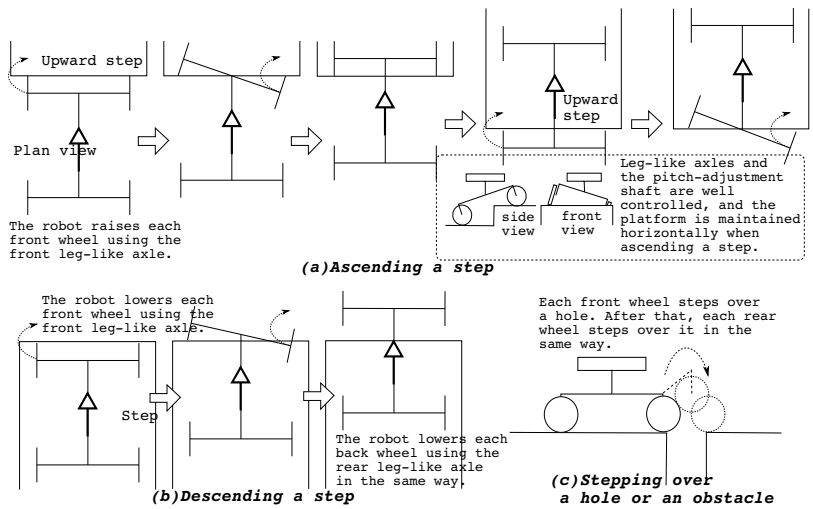 Upward step
Plan view
The robot raises each
front wheel using the
front leg-like axle.
Upward
step
side
view
front
view
Leg-like axles and
the pitch-adjustment
shaft are well
controlled, and the
platform is maintained
horizontally when
ascending a step.
(a)Ascending a step
The robot lowers each
front wheel using the
front leg-like axle.
Step
The robot lowers each
back wheel using the
rear leg-like axle
in the same way.
(b)Descending a step
Each front wheel steps over
a hole. After that, each rear
wheel steps over it in the
same way.
(c)Stepping over
a hole or an obstacle